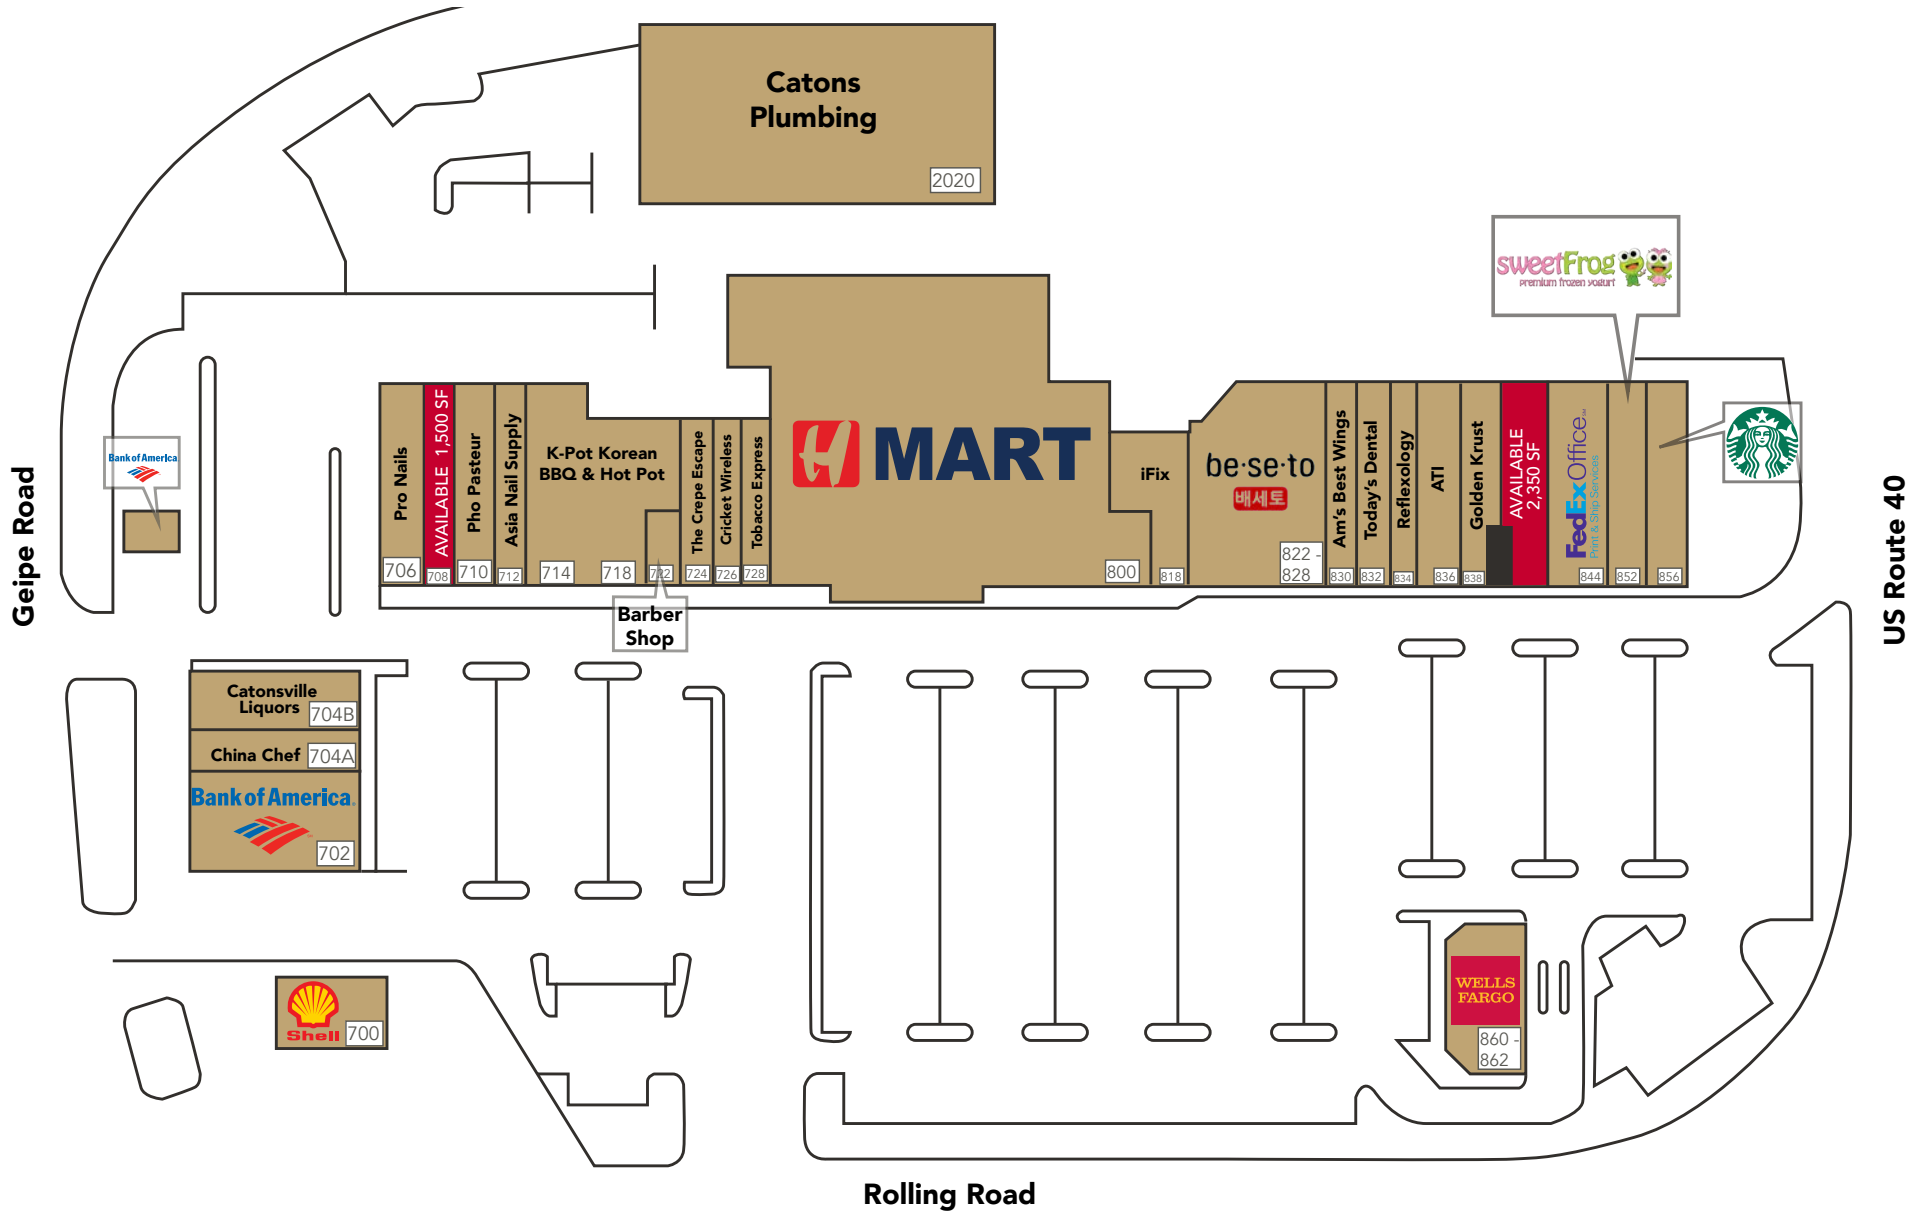 Catons
Plumbing
2020
sweetFrog
premium frozen yogurt
Bank of America
Geipe Road
US Route 40
Pro Nails
706
AVAILABLE 1,500 SF
708
Pho Pasteur
710
Asia Nail Supply
712
K-Pot Korean
BBQ & Hot Pot
714
718
722
Barber
Shop
The Crepe Escape
724
Cricket Wireless
726
Tobacco Express
728
H MART
800
iFix
818
be·se·to
배세토
822 -
828
Am's Best Wings
830
Today's Dental
832
Reflexology
834
ATI
836
Golden Krust
838
AVAILABLE
2,350 SF
FedEx Office
Print & Ship Services
844
852
856
Catonsville
Liquors
704B
China Chef
704A
Bank of America
702
Shell
700
WELLS
FARGO
860 -
862
Rolling Road